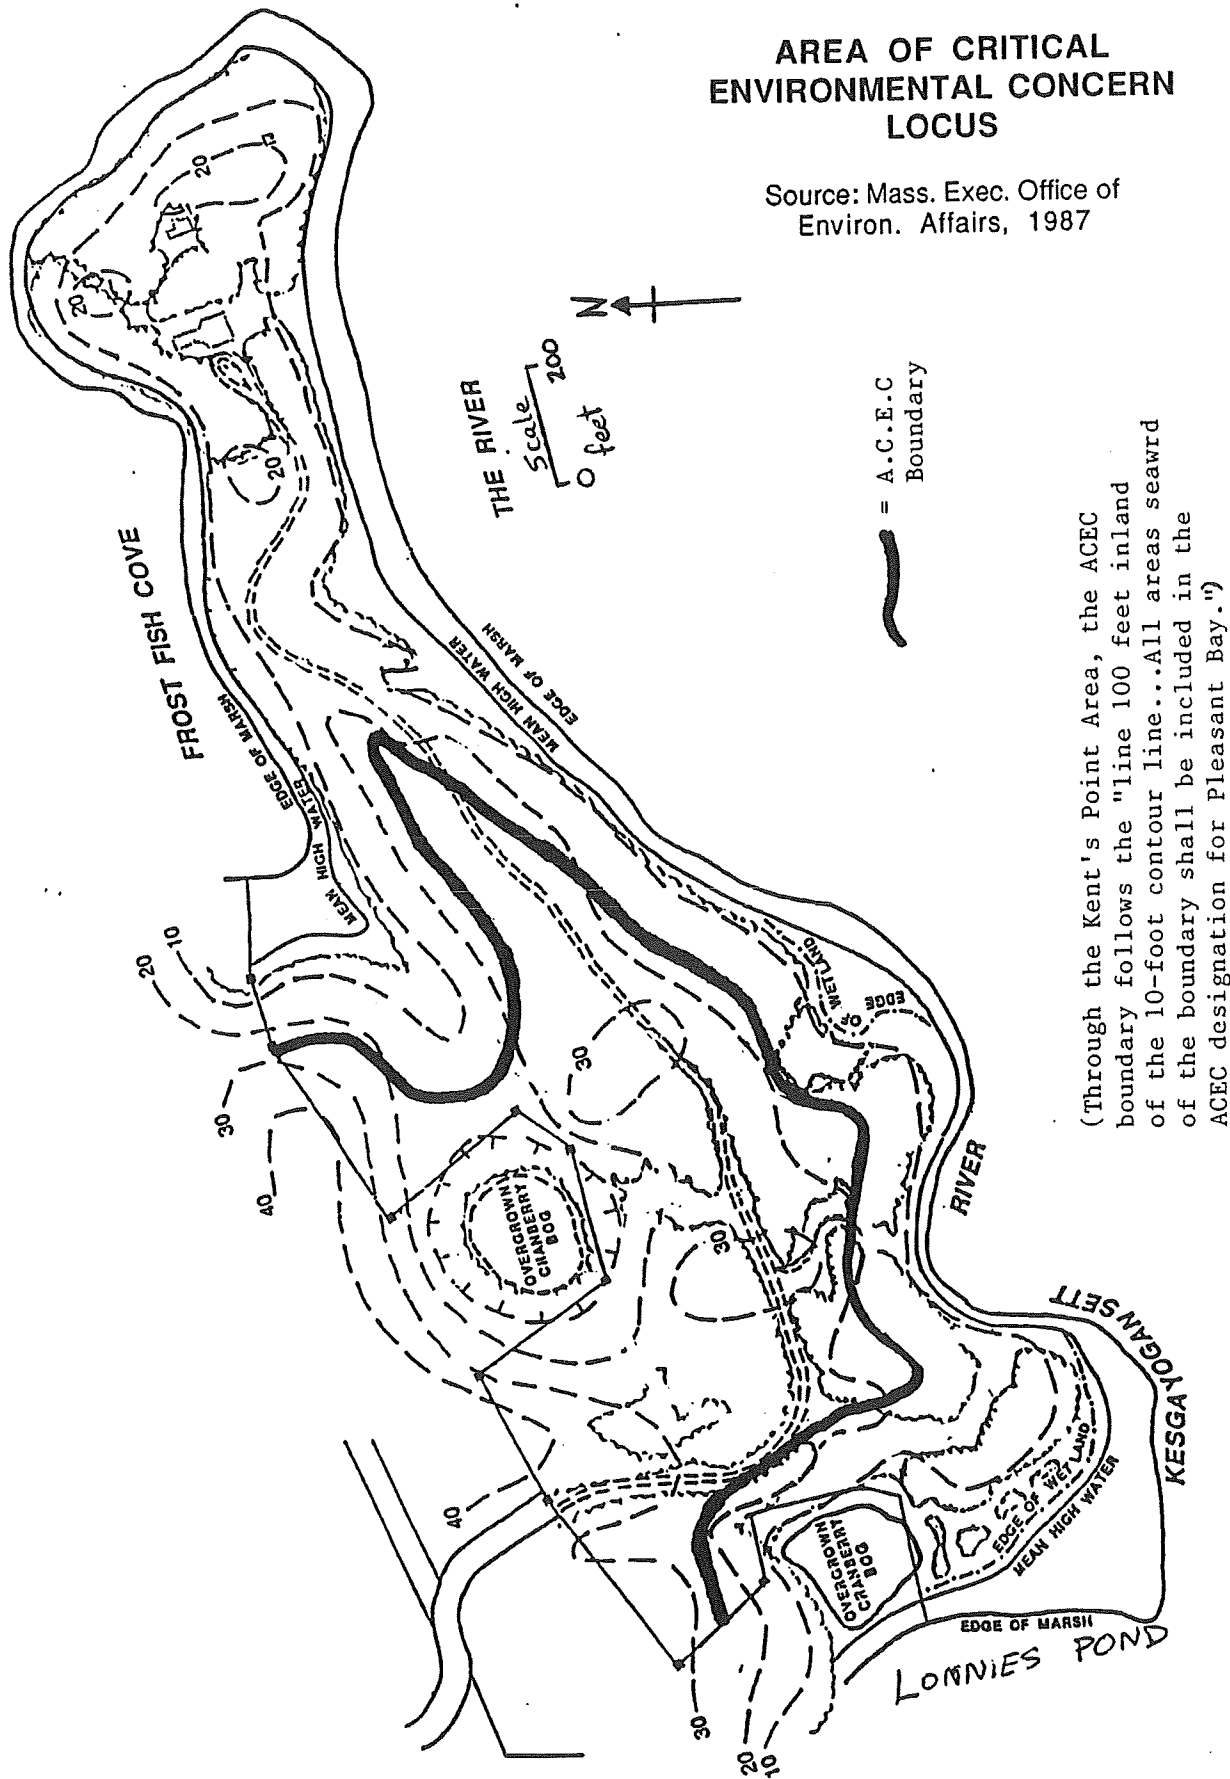 AREA OF CRITICAL
ENVIRONMENTAL CONCERN
LOCUS
Source: Mass. Exec. Office of
Environ. Affairs, 1987
N
THE RIVER
Scale
0 200
feet
= A.C.E.C
Boundary
(Through the Kent's Point Area, the ACEC
boundary follows the "line 100 feet inland
of the 10-foot contour line...All areas seawrd
of the boundary shall be included in the
ACEC designation for Pleasant Bay.")
FROST FISH COVE
EDGE OF MARSH
MEAN HIGH WATER
MEAN HIGH WATER
EDGE OF MARSH
MEAN HIGH WATER
20
20
20
10
20
30
40
30
30
40
30
20
10
OVERGROWN
CRANBERRY
BOG
EDGE
OF
WETLAND
RIVER
KESGAYOGANSETT
OVERGROWN
CRANBERRY
BOG
EDGE OF WETLAND
MEAN HIGH WATER
EDGE OF MARSH
LONNIES POND